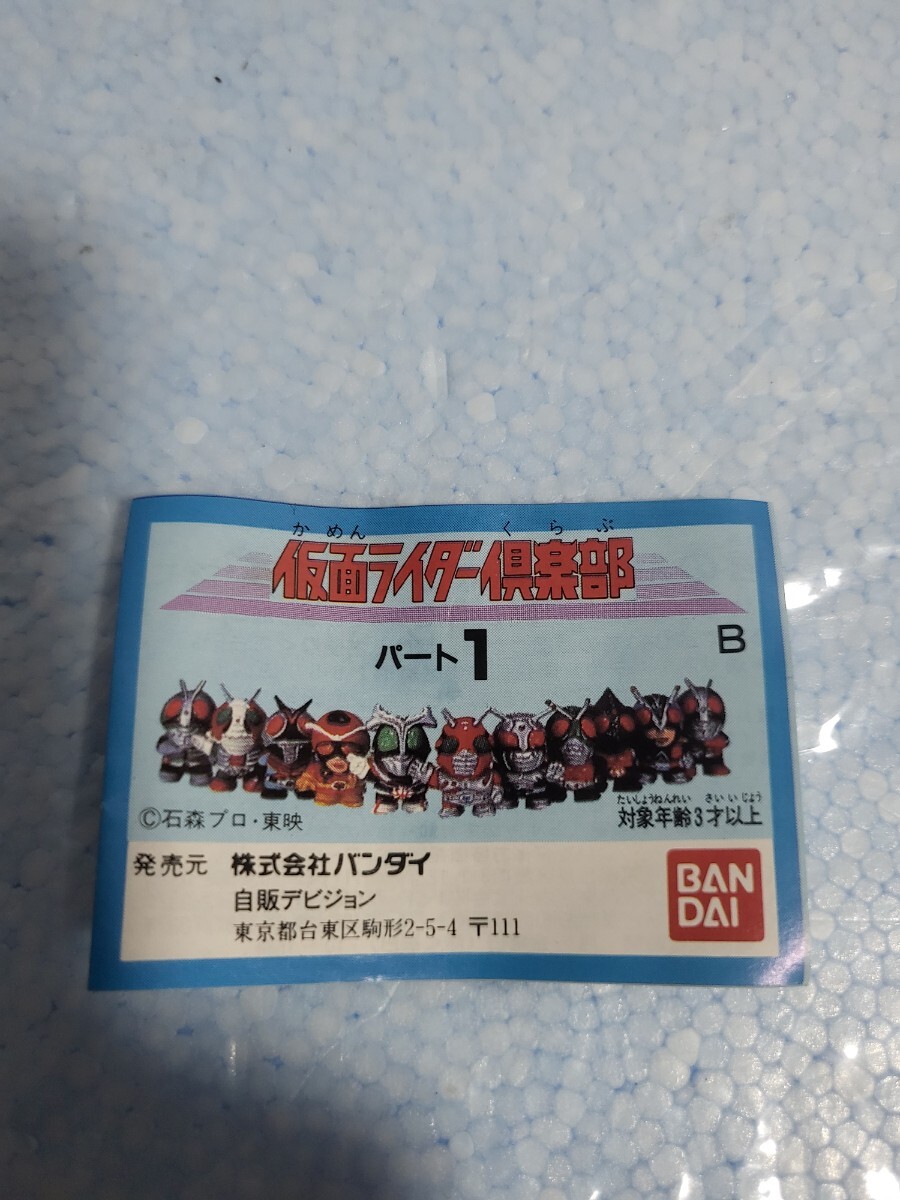 かめん くらぶ
仮面ライダー倶楽部
パート1
B
©石森プロ・東映
たいしょうねんれい さいいじょう
対象年齢3才以上
発売元 株式会社バンダイ
自販デビジョン
東京都台東区駒形2-5-4 〒111
BAN
DAI